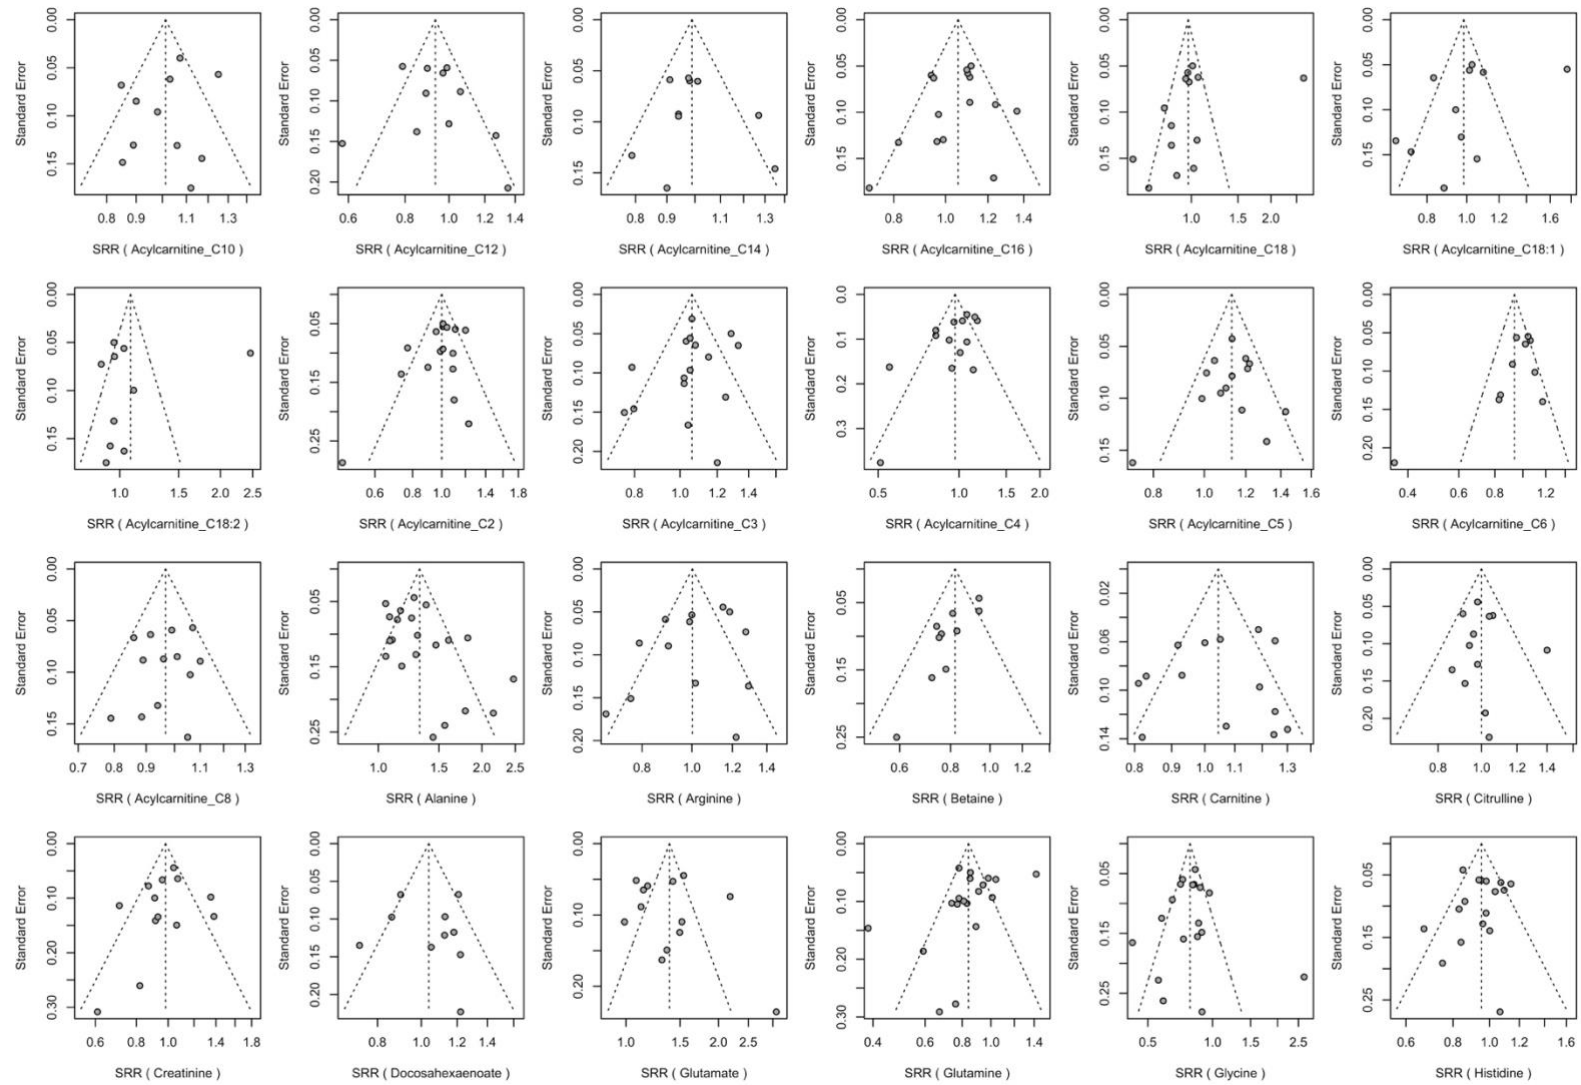 Standard Error
0.00 0.05 0.10 0.15
0.8 0.9 1.0 1.1 1.3
SRR ( Acylcarnitine_C10 )
Standard Error
0.00 0.05 0.10 0.15 0.20
0.6 0.8 1.0 1.2 1.4
SRR ( Acylcarnitine_C12 )
Standard Error
0.00 0.05 0.10 0.15
0.8 0.9 1.0 1.1 1.3
SRR ( Acylcarnitine_C14 )
Standard Error
0.00 0.05 0.10 0.15
0.8 1.0 1.2 1.4
SRR ( Acylcarnitine_C16 )
Standard Error
0.00 0.05 0.10 0.15
1.0 1.5 2.0
SRR ( Acylcarnitine_C18 )
Standard Error
0.00 0.05 0.10 0.15
0.8 1.0 1.2 1.6
SRR ( Acylcarnitine_C18:1 )
Standard Error
0.00 0.05 0.10 0.15
1.0 1.5 2.0 2.5
SRR ( Acylcarnitine_C18:2 )
Standard Error
0.05 0.15 0.25
0.6 0.8 1.0 1.4 1.8
SRR ( Acylcarnitine_C2 )
Standard Error
0.00 0.05 0.10 0.15 0.20
0.8 1.0 1.2 1.4
SRR ( Acylcarnitine_C3 )
Standard Error
0.0 0.1 0.2 0.3
0.5 1.0 1.5 2.0
SRR ( Acylcarnitine_C4 )
Standard Error
0.00 0.05 0.10 0.15
0.8 1.0 1.2 1.4 1.6
SRR ( Acylcarnitine_C5 )
Standard Error
0.00 0.05 0.10 0.15 0.20
0.4 0.6 0.8 1.2
SRR ( Acylcarnitine_C6 )
Standard Error
0.00 0.05 0.10 0.15
0.7 0.8 0.9 1.0 1.1 1.3
SRR ( Acylcarnitine_C8 )
Standard Error
0.05 0.15 0.25
1.0 1.5 2.0 2.5
SRR ( Alanine )
Standard Error
0.00 0.05 0.10 0.15 0.20
0.8 1.0 1.2 1.4
SRR ( Arginine )
Standard Error
0.05 0.15 0.25
0.6 0.8 1.0 1.2
SRR ( Betaine )
Standard Error
0.02 0.06 0.10 0.14
0.8 0.9 1.0 1.1 1.3
SRR ( Carnitine )
Standard Error
0.00 0.05 0.10 0.15 0.20
0.8 1.0 1.2 1.4
SRR ( Citrulline )
Standard Error
0.00 0.10 0.20 0.30
0.6 0.8 1.0 1.4 1.8
SRR ( Creatinine )
Standard Error
0.00 0.05 0.10 0.15 0.20
0.8 1.0 1.2 1.4
SRR ( Docosahexaenoate )
Standard Error
0.00 0.10 0.20
1.0 1.5 2.2
SRR ( Glutamate )
Standard Error
0.00 0.10 0.20 0.30
0.4 0.6 0.8 1.0 1.4
SRR ( Glutamine )
Standard Error
0.05 0.15 0.25
0.5 1.0 2.5
SRR ( Glycine )
Standard Error
0.05 0.15 0.25
0.6 0.8 1.0 1.2 1.6
SRR ( Histidine )